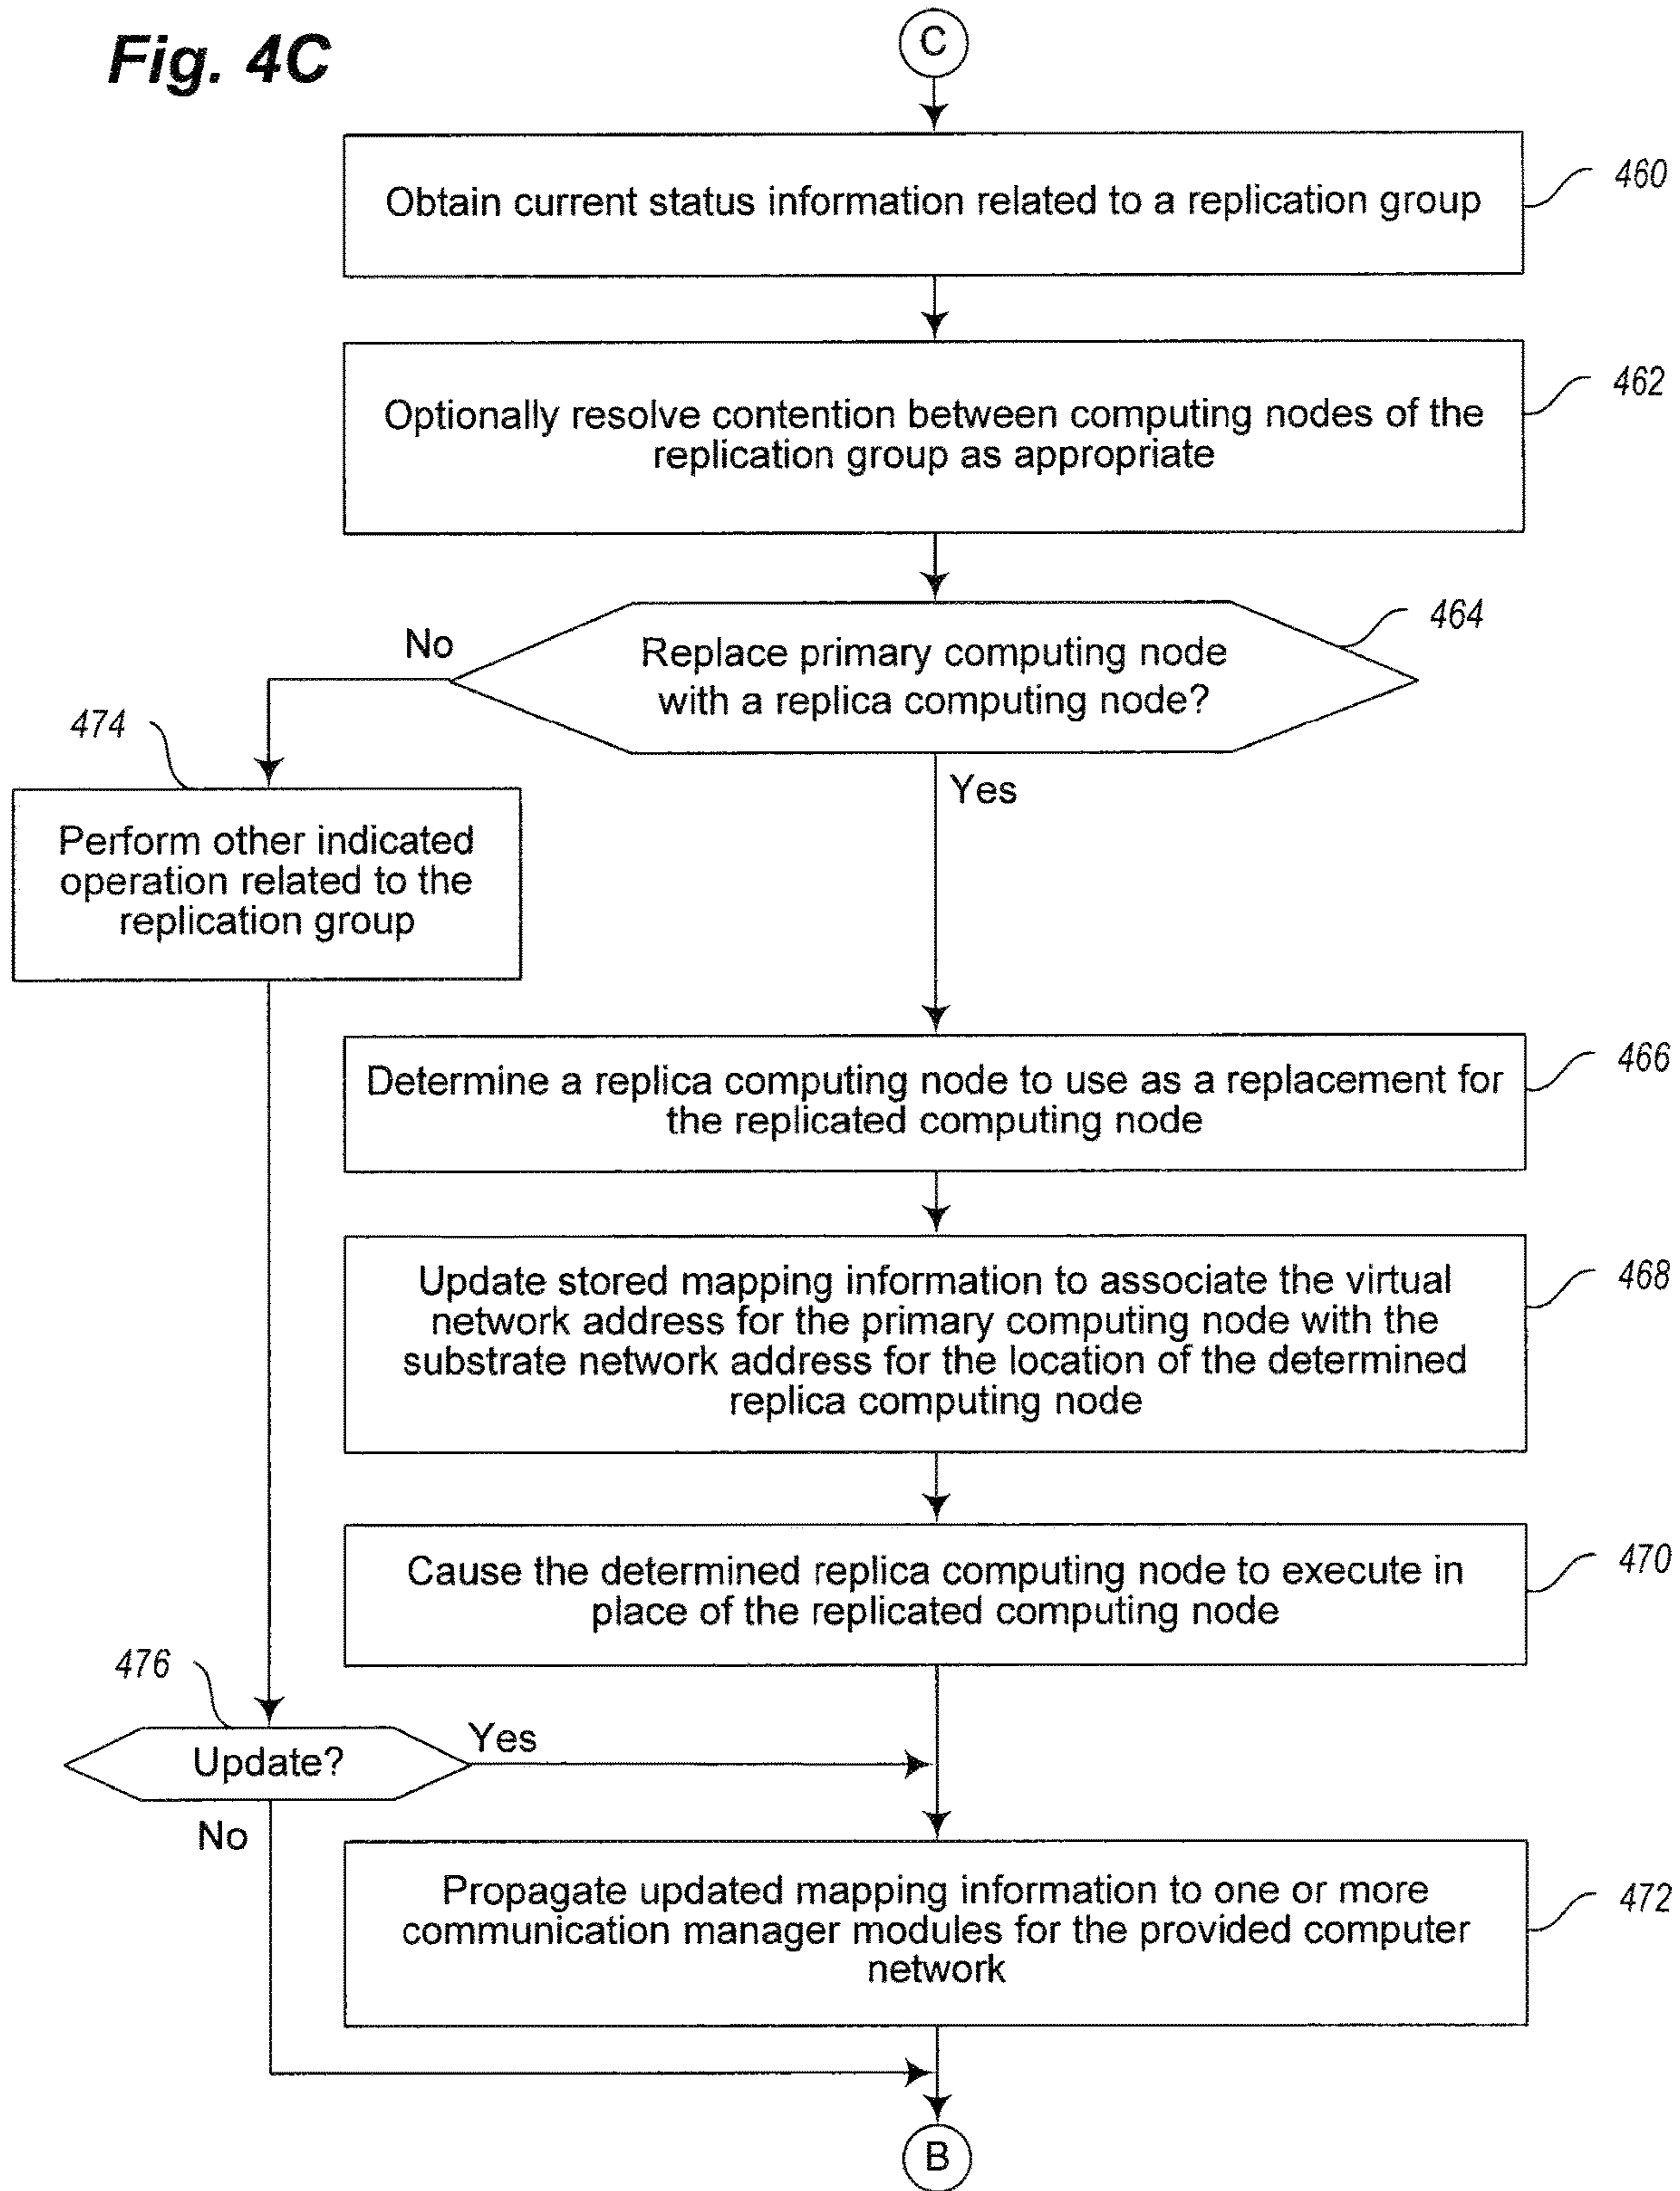 Fig. 4C
C
Obtain current status information related to a replication group
460
Optionally resolve contention between computing nodes of the
replication group as appropriate
462
Replace primary computing node
with a replica computing node?
464
No
Yes
474
Perform other indicated
operation related to the
replication group
Determine a replica computing node to use as a replacement for
the replicated computing node
466
Update stored mapping information to associate the virtual
network address for the primary computing node with the
substrate network address for the location of the determined
replica computing node
468
Cause the determined replica computing node to execute in
place of the replicated computing node
470
476
Update?
Yes
No
Propagate updated mapping information to one or more
communication manager modules for the provided computer
network
472
B